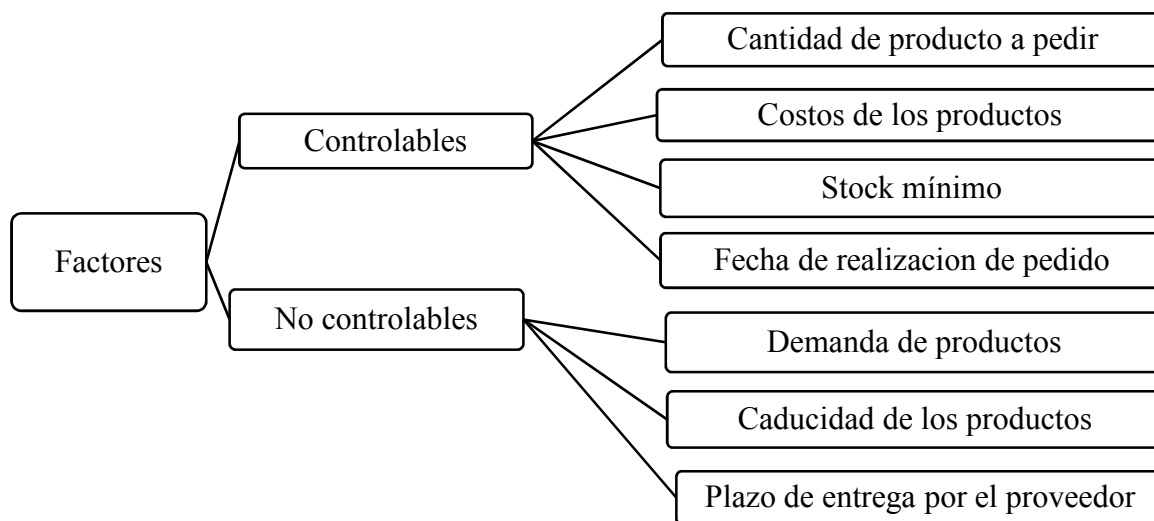 Factores
Controlables
Cantidad de producto a pedir
Costos de los productos
Stock mínimo
Fecha de realizacion de pedido
No controlables
Demanda de productos
Caducidad de los productos
Plazo de entrega por el proveedor